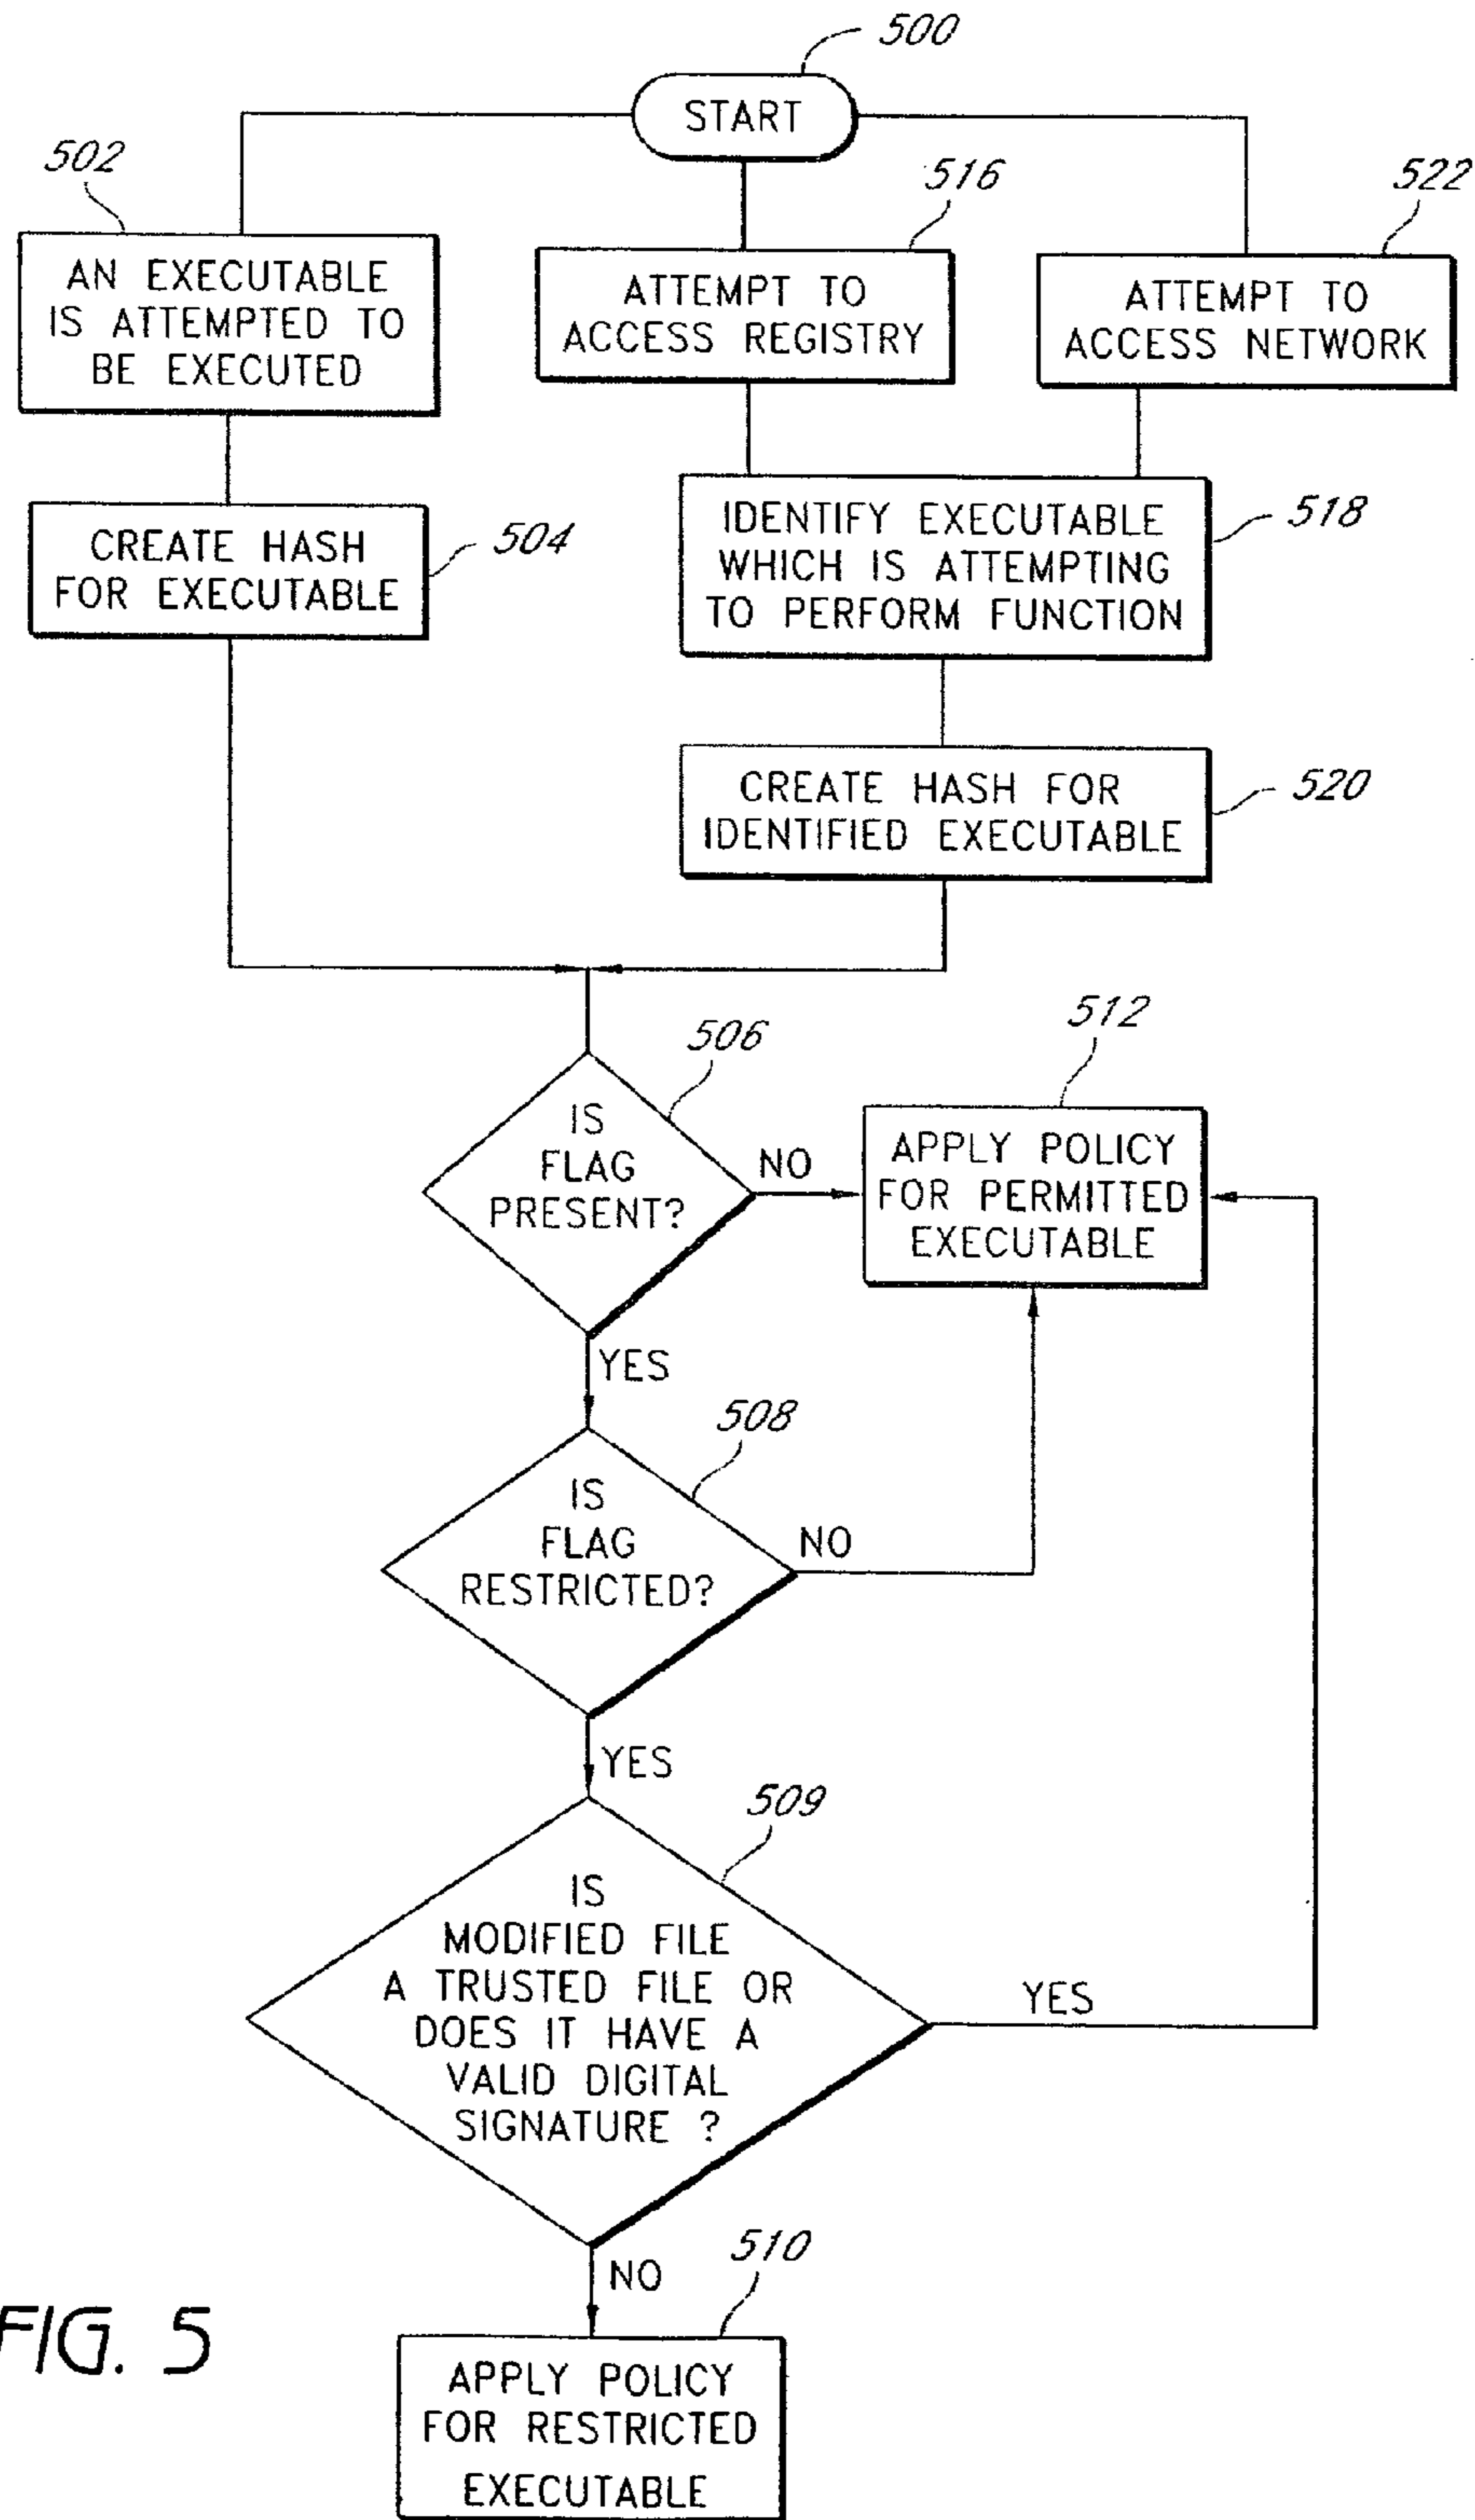 500
START
502
516
522
AN EXECUTABLE
IS ATTEMPTED TO
BE EXECUTED
ATTEMPT TO
ACCESS REGISTRY
ATTEMPT TO
ACCESS NETWORK
CREATE HASH
FOR EXECUTABLE
504
IDENTIFY EXECUTABLE
WHICH IS ATTEMPTING
TO PERFORM FUNCTION
518
CREATE HASH FOR
IDENTIFIED EXECUTABLE
520
506
IS
FLAG
PRESENT?
NO
512
APPLY POLICY
FOR PERMITTED
EXECUTABLE
YES
508
IS
FLAG
RESTRICTED?
NO
YES
509
IS
MODIFIED FILE
A TRUSTED FILE OR
DOES IT HAVE A
VALID DIGITAL
SIGNATURE ?
YES
NO
510
APPLY POLICY
FOR RESTRICTED
EXECUTABLE
FIG. 5